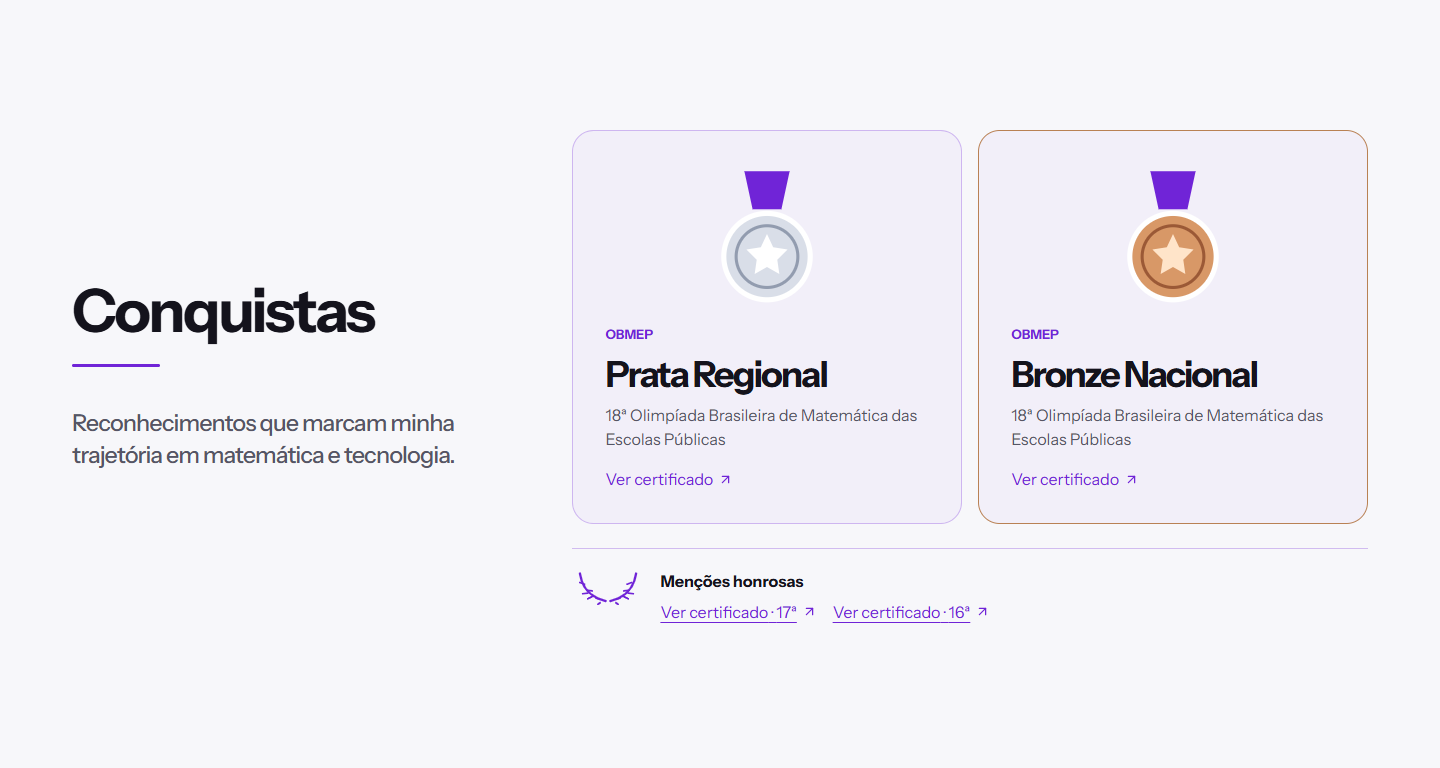 Conquistas
Reconhecimentos que marcam minha
trajetória em matemática e tecnologia.
OBMEP
Prata Regional
18ª Olimpíada Brasileira de Matemática das
Escolas Públicas
Ver certificado
OBMEP
Bronze Nacional
18ª Olimpíada Brasileira de Matemática das
Escolas Públicas
Ver certificado
Menções honrosas
Ver certificado · 17ª Ver certificado · 16ª